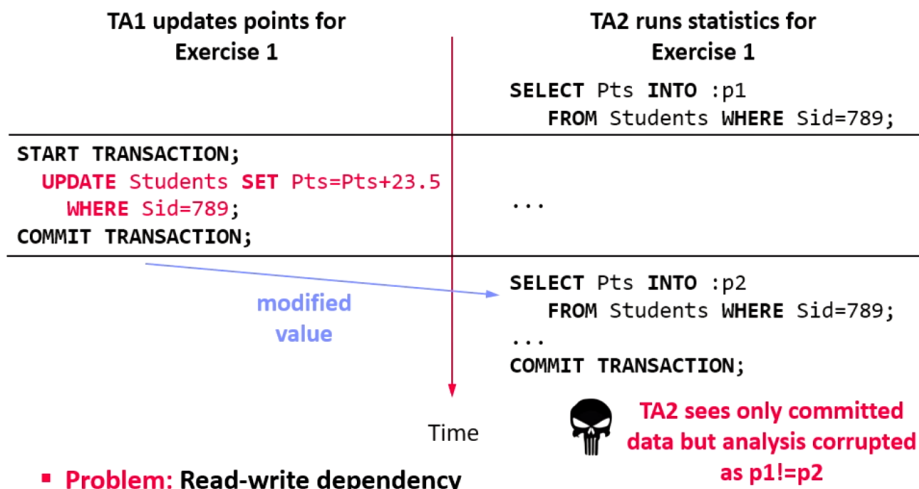 TA1 updates points for
Exercise 1
TA2 runs statistics for
Exercise 1
SELECT Pts INTO :p1
FROM Students WHERE Sid=789;
START TRANSACTION;
UPDATE Students SET Pts=Pts+23.5
WHERE Sid=789;
COMMIT TRANSACTION;
...
modified
value
SELECT Pts INTO :p2
FROM Students WHERE Sid=789;
...
COMMIT TRANSACTION;
Time
TA2 sees only committed
data but analysis corrupted
as p1!=p2
▪ Problem: Read-write dependency